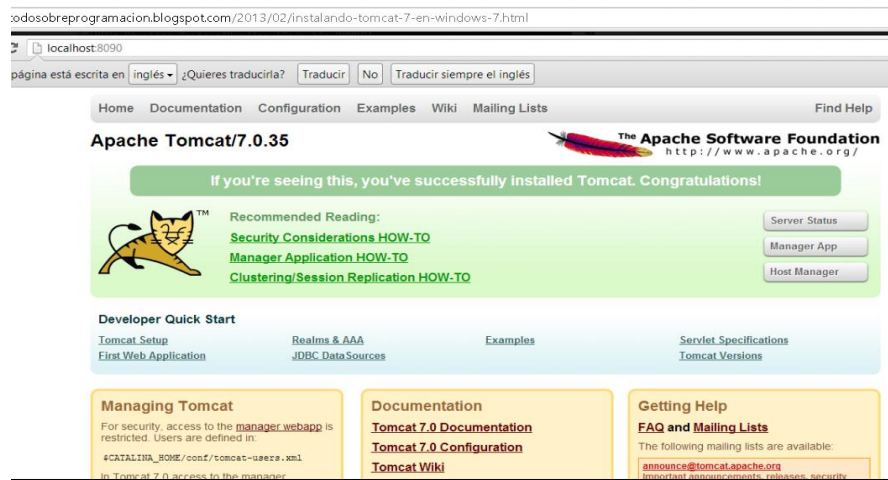 todosobreprogramacion.blogspot.com/2013/02/instalando-tomcat-7-en-windows-7.html
localhost:8090
página está escrita en inglés ¿Quieres traducirla? Traducir No Traducir siempre el inglés
Home Documentation Configuration Examples Wiki Mailing Lists Find Help
Apache Tomcat/7.0.35
The Apache Software Foundation
http://www.apache.org/
If you're seeing this, you've successfully installed Tomcat. Congratulations!
TM
Recommended Reading:
Security Considerations HOW-TO
Manager Application HOW-TO
Clustering/Session Replication HOW-TO
Server Status
Manager App
Host Manager
Developer Quick Start
Tomcat Setup
First Web Application
Realms & AAA
JDBC DataSources
Examples
Servlet Specifications
Tomcat Versions
Managing Tomcat
For security, access to the manager webapp is
restricted. Users are defined in:
$CATALINA_HOME/conf/tomcat-users.xml
In Tomcat 7.0 access to the manager
Documentation
Tomcat 7.0 Documentation
Tomcat 7.0 Configuration
Tomcat Wiki
Getting Help
FAQ and Mailing Lists
The following mailing lists are available:
announce@tomcat.apache.org
Important announcements, releases, security